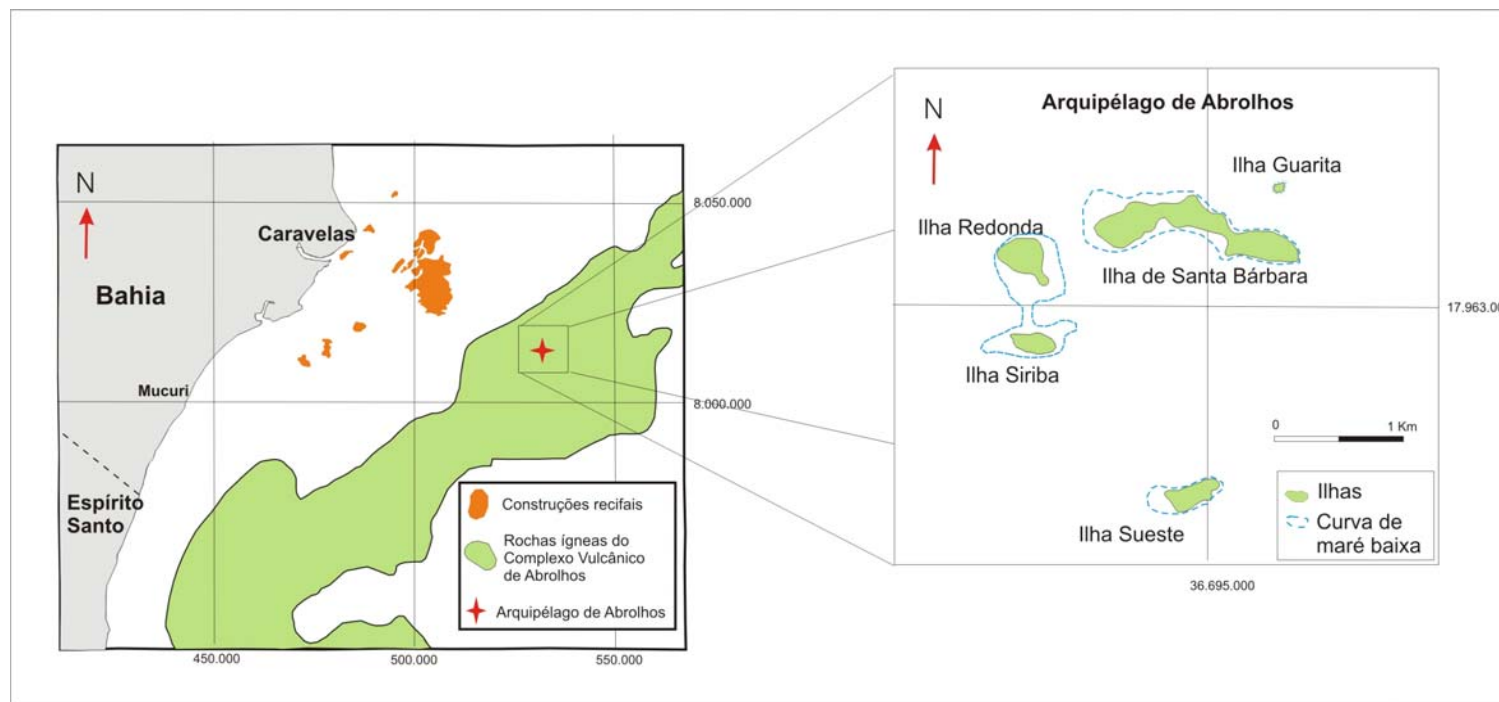 N
Caravelas
Bahia
Mucuri
Espírito
Santo
8.050.000
8.000.000
450.000
500.000
550.000
Construções recifais
Rochas ígneas do
Complexo Vulcânico
de Abrolhos
Arquipélago de Abrolhos
Arquipélago de Abrolhos
N
Ilha Guarita
Ilha Redonda
Ilha de Santa Bárbara
17.963.00
Ilha Siriba
0 1 Km
Ilha Sueste
Ilhas
Curva de
maré baixa
36.695.000